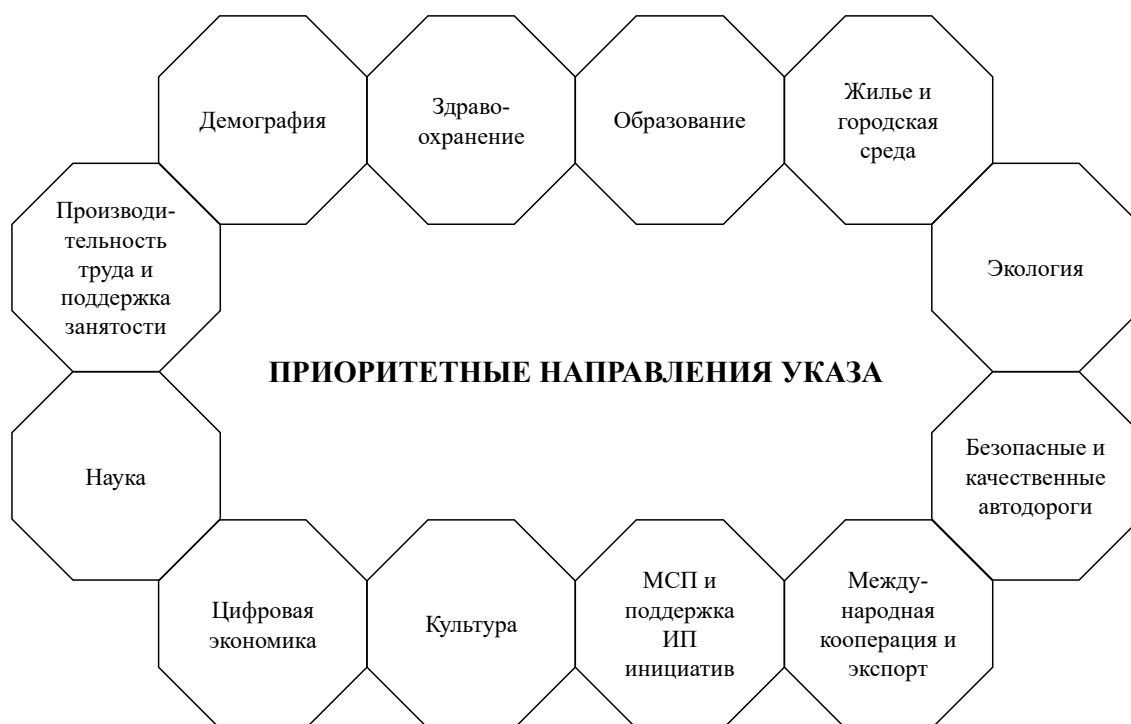 Демография
Здраво-
охранение
Образование
Жилье и
городская
среда
Производи-
тельность
труда и
поддержка
занятости
Экология
ПРИОРИТЕТНЫЕ НАПРАВЛЕНИЯ УКАЗА
Наука
Безопасные и
качественные
автодороги
Цифровая
экономика
Культура
МСП и
поддержка
ИП
инициатив
Между-
народная
кооперация и
экспорт